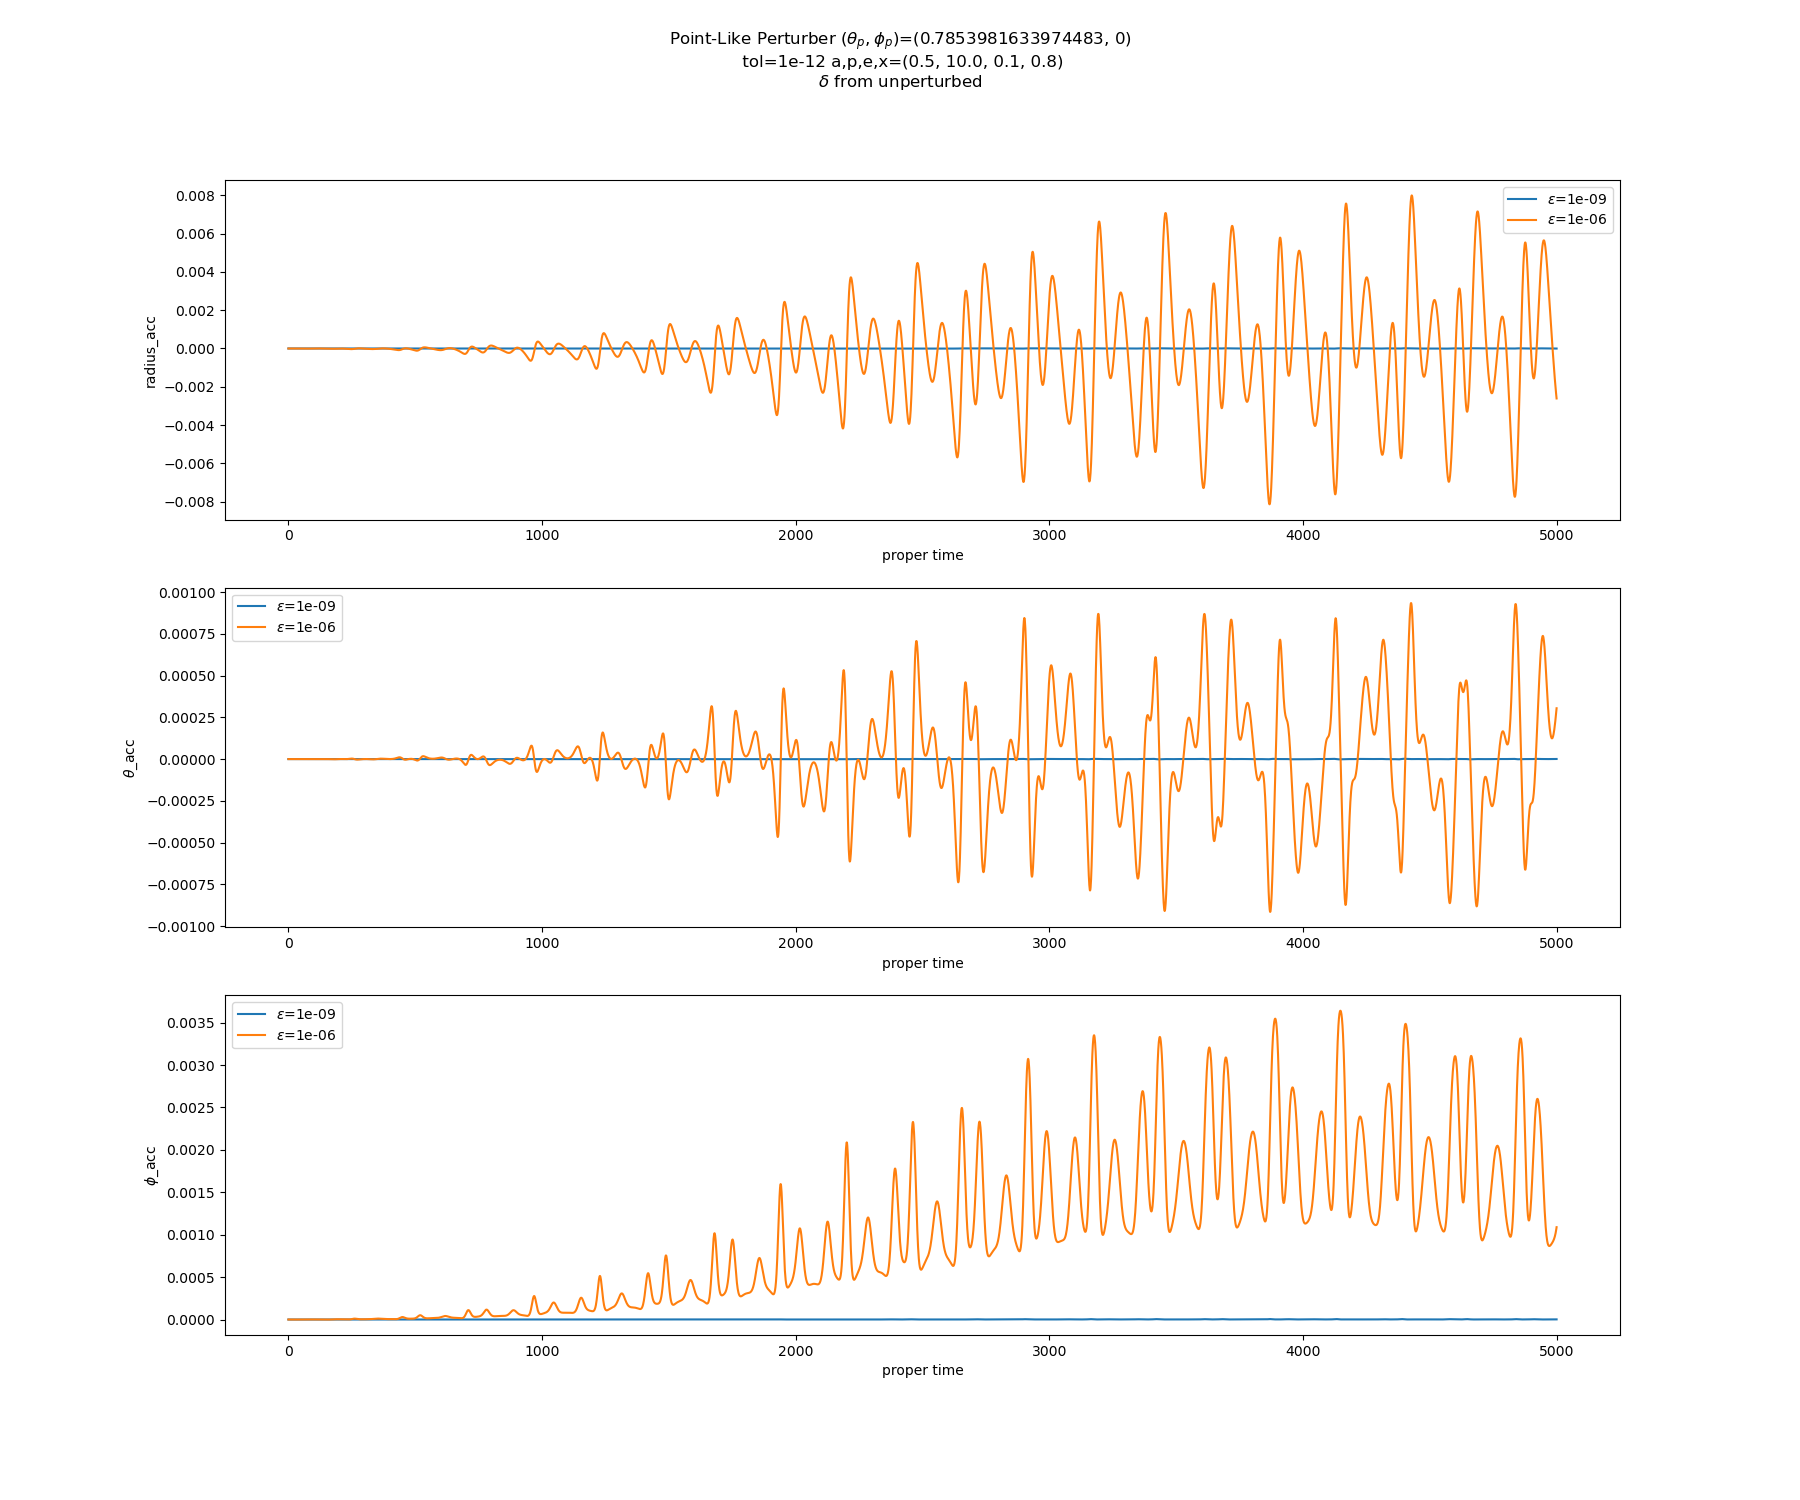 Point-Like Perturber (θp, ϕp)=(0.7853981633974483, 0)
tol=1e-12 a,p,e,x=(0.5, 10.0, 0.1, 0.8)
δ from unperturbed
0.008
0.006
0.004
0.002
0.000
−0.002
−0.004
−0.006
−0.008
radius_acc
ε=1e-09
ε=1e-06
0 1000 2000 3000 4000 5000
proper time
0.00100
0.00075
0.00050
0.00025
0.00000
−0.00025
−0.00050
−0.00075
−0.00100
θ_acc
ε=1e-09
ε=1e-06
0 1000 2000 3000 4000 5000
proper time
0.0035
0.0030
0.0025
0.0020
0.0015
0.0010
0.0005
0.0000
ϕ_acc
ε=1e-09
ε=1e-06
0 1000 2000 3000 4000 5000
proper time